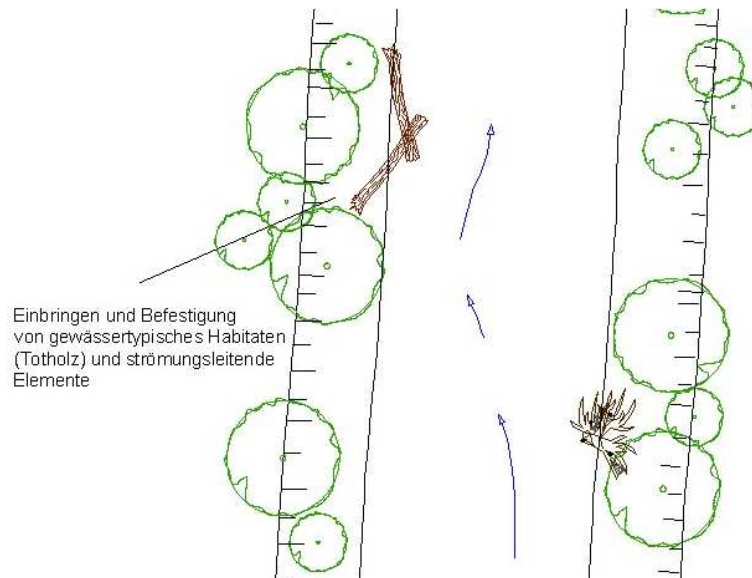 Einbringen und Befestigung
von gewässertypisches Habitaten
(Totholz) und strömungsleitende
Elemente